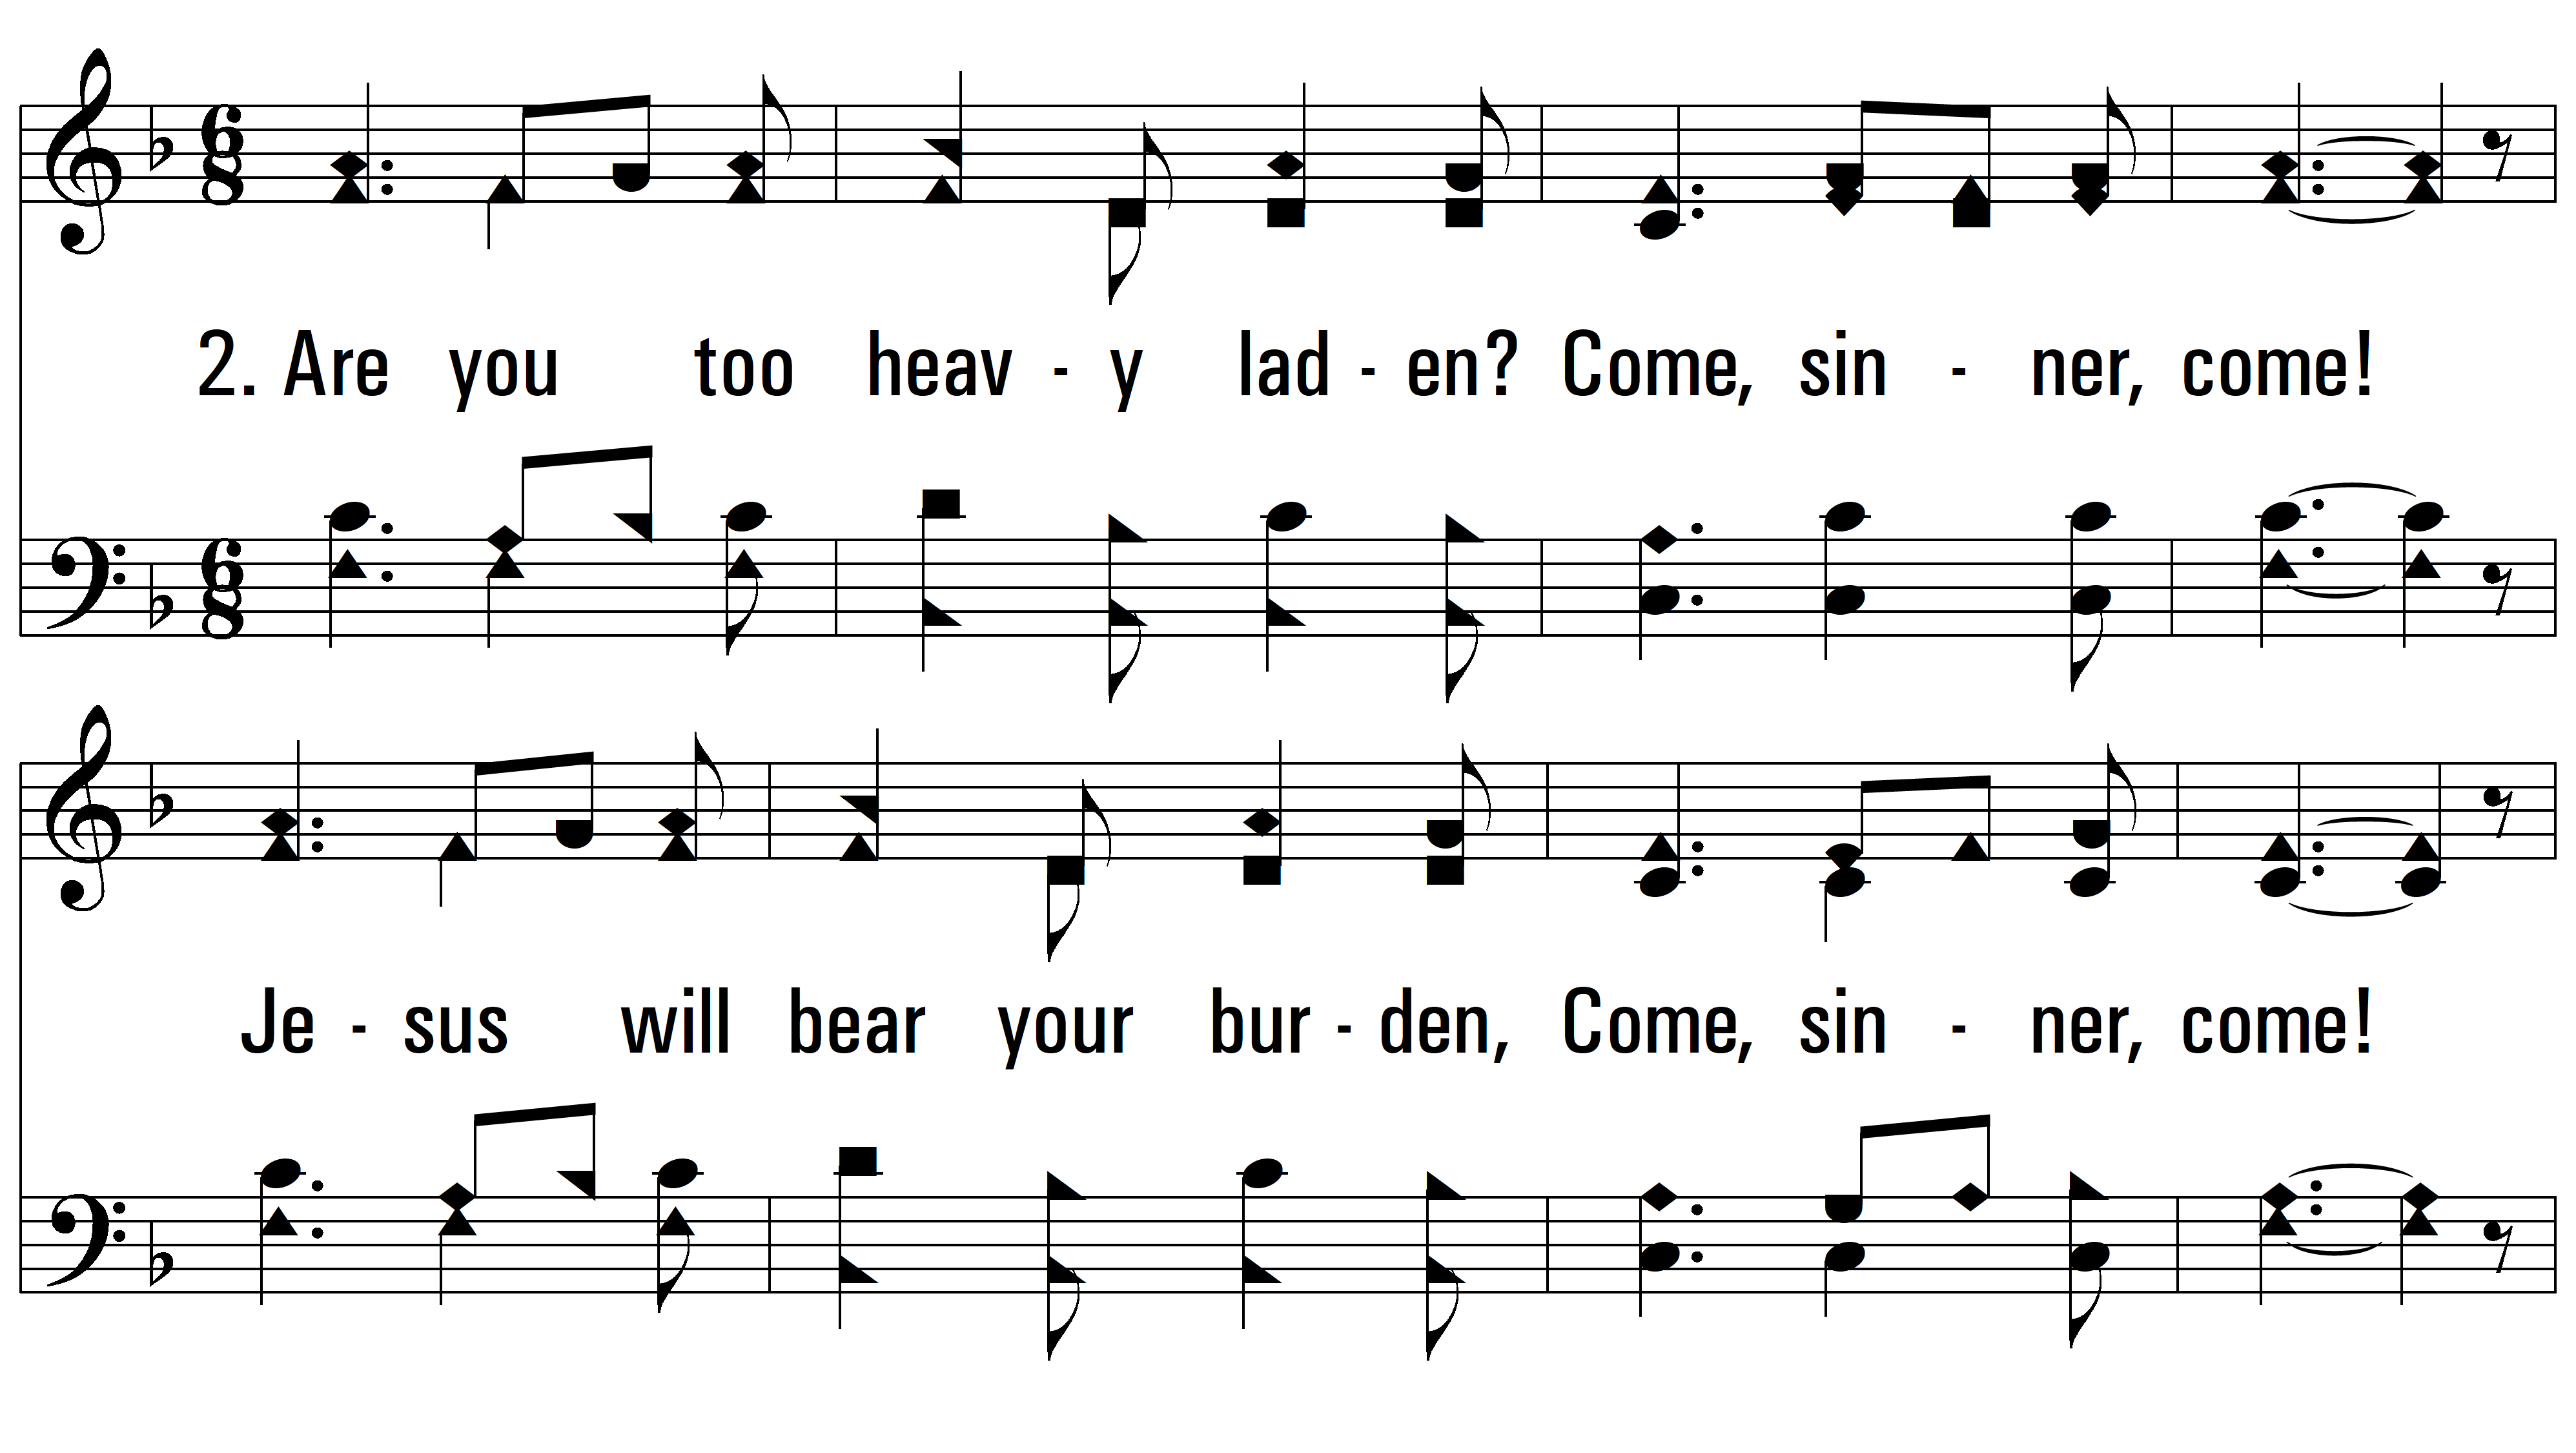 2. Are you too heav - y lad - en? Come, sin - ner, come!
Je - sus will bear your bur - den, Come, sin - ner, come!